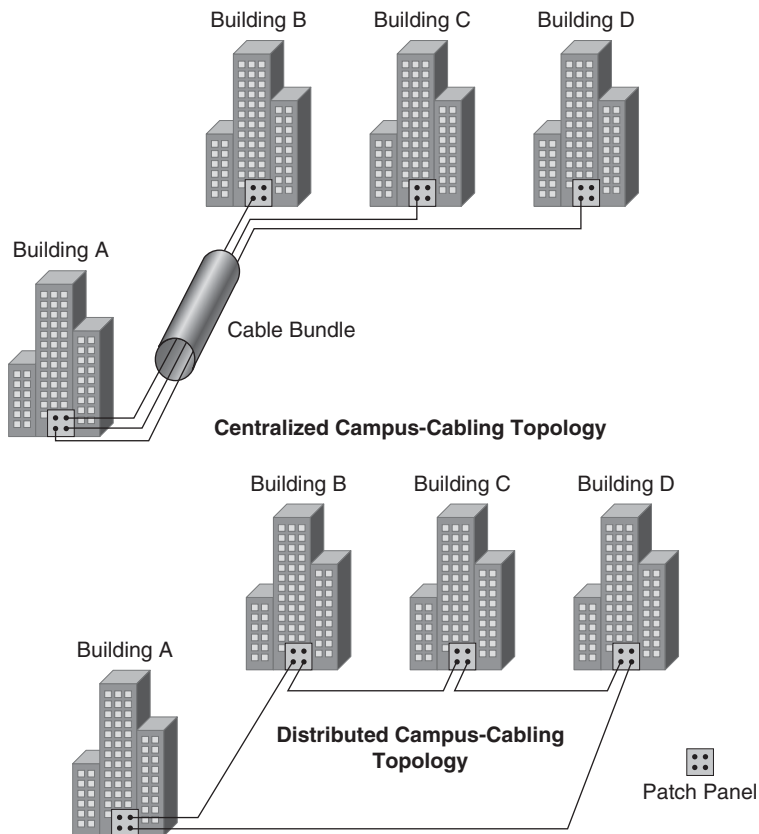 Building B
Building C
Building D
Building A
Cable Bundle
Centralized Campus-Cabling Topology
Building B
Building C
Building D
Building A
Distributed Campus-Cabling
Topology
Patch Panel